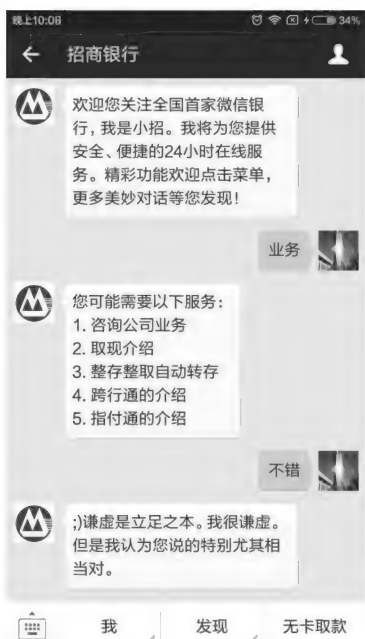 晚上10:08
34%
招商银行
欢迎您关注全国首家微信银
行,我是小招。我将为您提供
安全、便捷的24小时在线服
务。精彩功能欢迎点击菜单,
更多美妙对话等您发现!
业务
您可能需要以下服务:
1. 咨询公司业务
2. 取现介绍
3. 整存整取自动转存
4. 跨行通的介绍
5. 指付通的介绍
不错
;)谦虚是立足之本。我很谦虚。
但是我认为您说的特别尤其相
当对。
我 发现 无卡取款